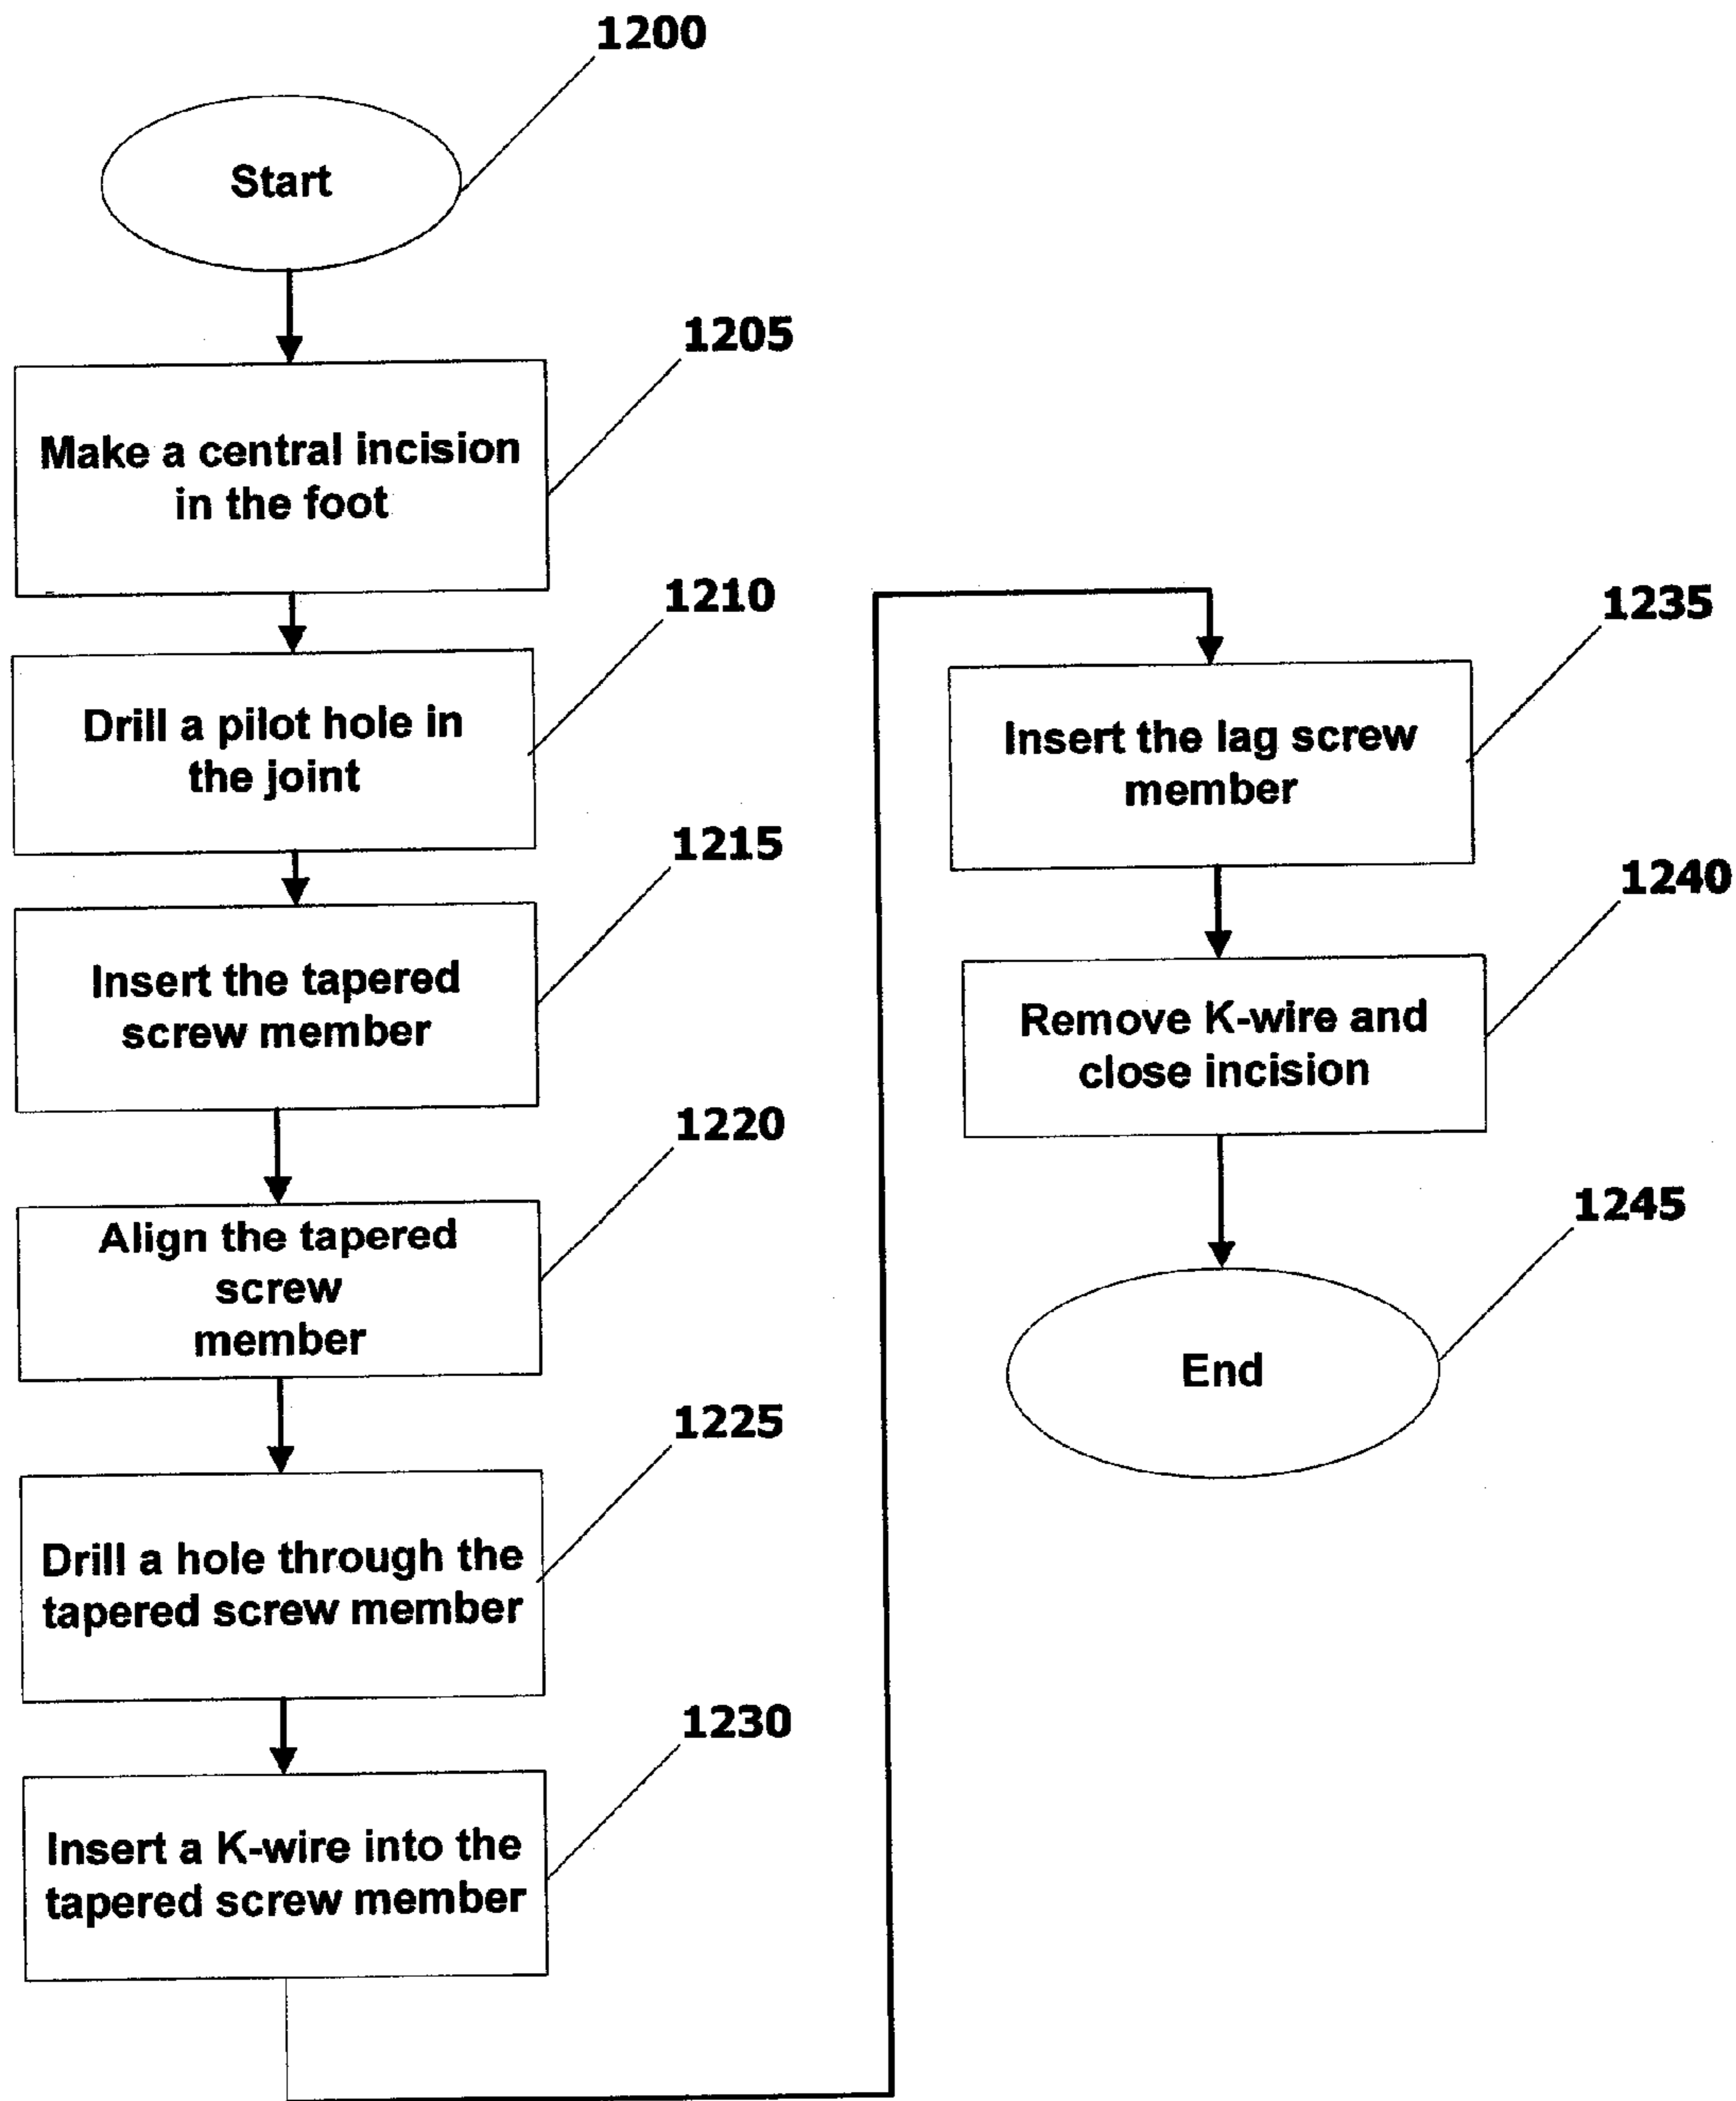 1200
Start
1205
Make a central incision
in the foot
1210
Drill a pilot hole in
the joint
1215
Insert the tapered
screw member
1220
Align the tapered
screw
member
1225
Drill a hole through the
tapered screw member
1230
Insert a K-wire into the
tapered screw member
1235
Insert the lag screw
member
1240
Remove K-wire and
close incision
1245
End